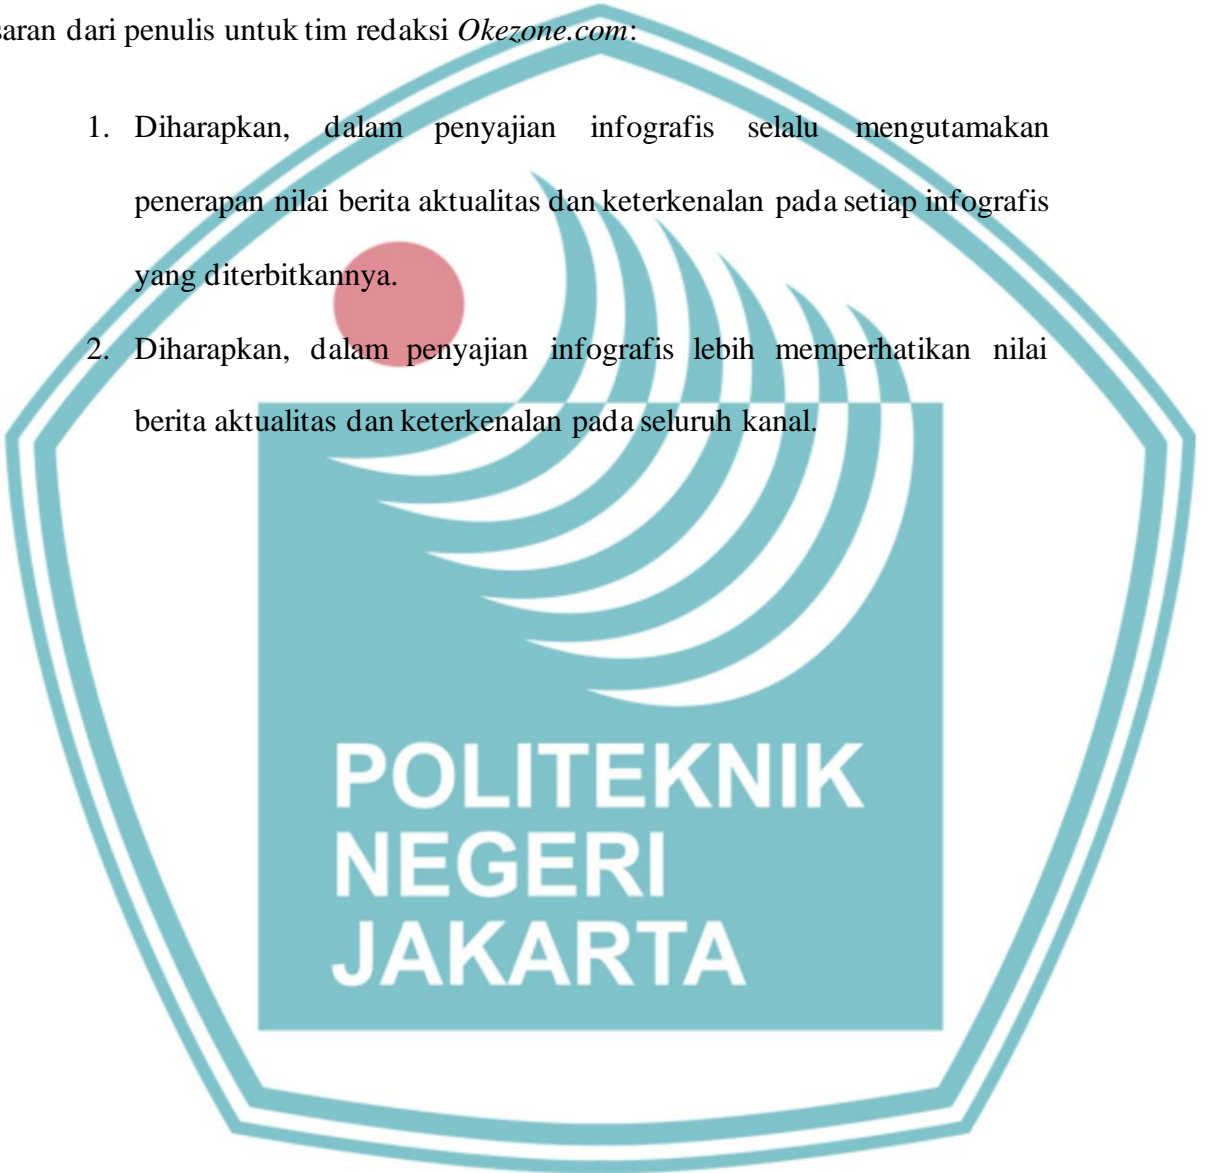 saran dari penulis untuk tim redaksi Okezone.com:
1. Diharapkan, dalam penyajian infografis selalu mengutamakan
penerapan nilai berita aktualitas dan keterkenalan pada setiap infografis
yang diterbitkannya.
2. Diharapkan, dalam penyajian infografis lebih memperhatikan nilai
berita aktualitas dan keterkenalan pada seluruh kanal.
POLITEKNIK
NEGERI
JAKARTA